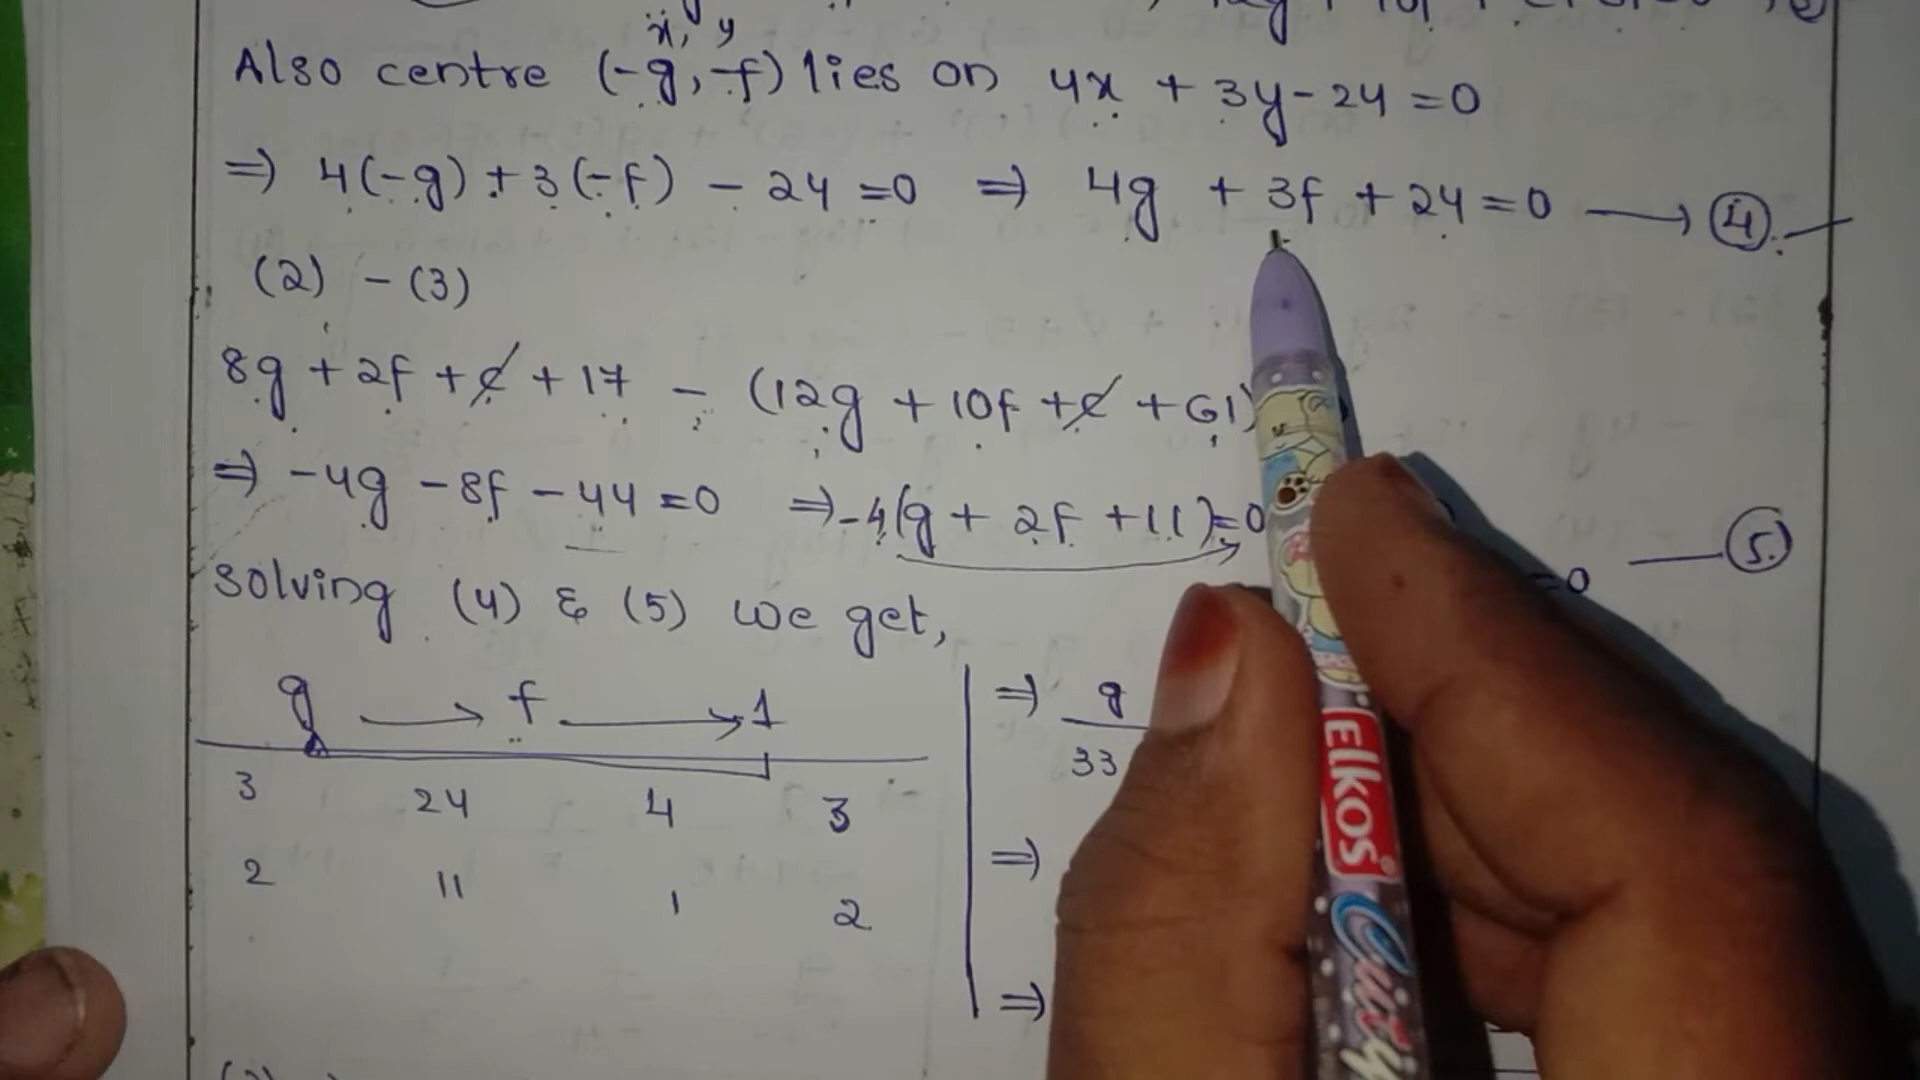 x, y
Also centre (-g, -f) lies on 4x + 3y - 24 = 0
⇒ 4(-g) + 3(-f) - 24 = 0 ⇒ 4g + 3f + 24 = 0 → (4)
(2) - (3)
8g + 2f + c + 17 - (12g + 10f + c + 61)
⇒ -4g - 8f - 44 = 0 ⇒ -4(g + 2f + 11) = 0
=0 — (5.)
solving (4) & (5) we get,
g → f → 1
3 24 4 3
2 11 1 2
⇒ g
33
⇒
⇒
Elkos
Cuty